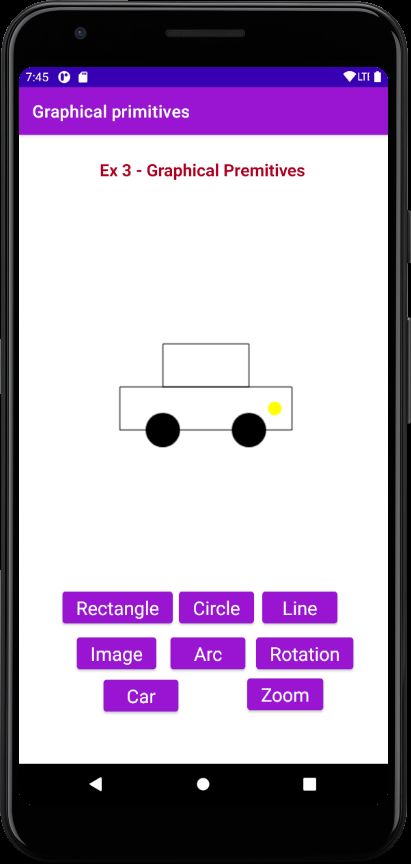 7:45 LTE
Graphical primitives
Ex 3 - Graphical Premitives
Rectangle Circle Line
Image Arc Rotation
Car Zoom